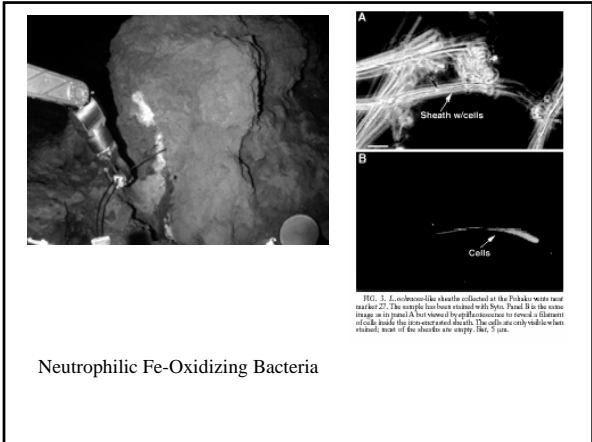 A
Sheath w/cells
B
Cells
FIG. 3. L. ochracea-like sheaths collected at the Pohaku vents near
marker 27. The sample has been stained with Syto. Panel B is the same
image as in panel A but viewed by epifluorescence to reveal a filament
of cells inside the iron-encrusted sheath. The cells are only visible when
stained; most of the sheaths are empty. Bar, 5 µm.
Neutrophilic Fe-Oxidizing Bacteria